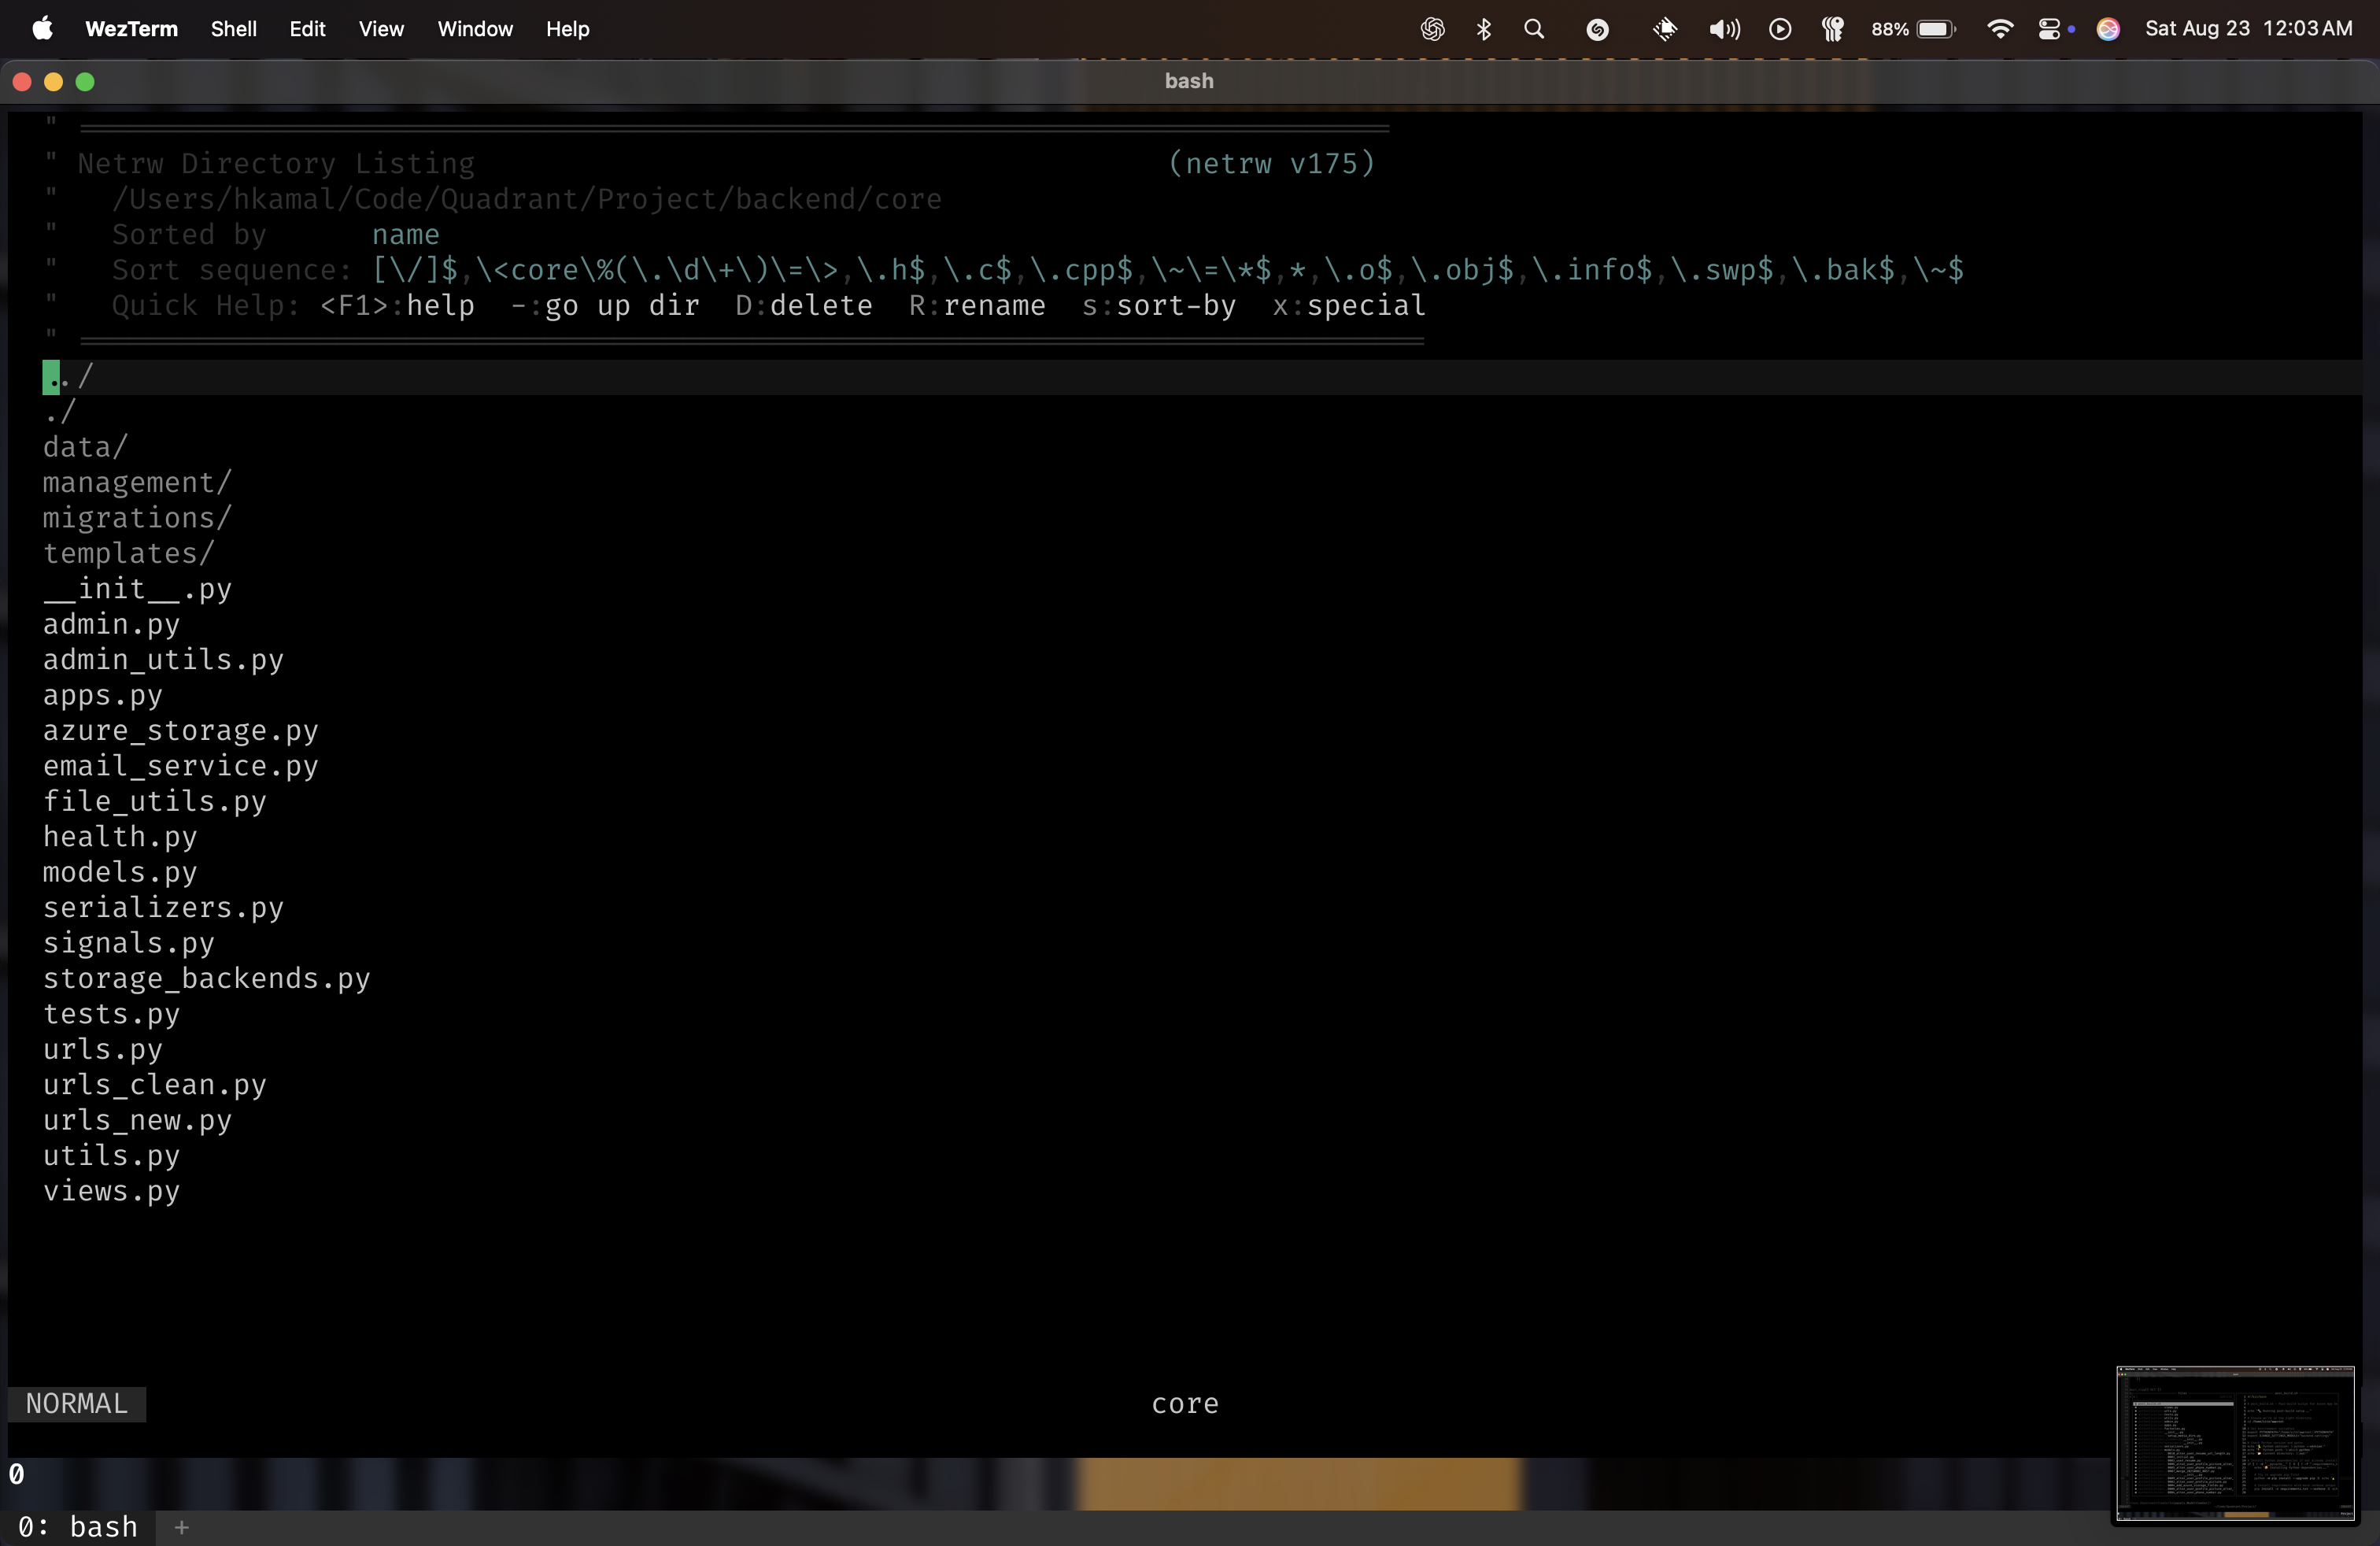 WezTerm Shell Edit View Window Help 88% Sat Aug 23 12:03 AM
bash
" ============================================================================
" Netrw Directory Listing (netrw v175)
" /Users/hkamal/Code/Quadrant/Project/backend/core
" Sorted by name
" Sort sequence: [\/]$,\<core\%(\.\d\+\)\=\>,\.h$,\.c$,\.cpp$,\~\=\*$,*,\.o$,\.obj$,\.info$,\.swp$,\.bak$,\~$
" Quick Help: <F1>:help -:go up dir D:delete R:rename s:sort-by x:special
" ==============================================================================
../
./
data/
management/
migrations/
templates/
__init__.py
admin.py
admin_utils.py
apps.py
azure_storage.py
email_service.py
file_utils.py
health.py
models.py
serializers.py
signals.py
storage_backends.py
tests.py
urls.py
urls_clean.py
urls_new.py
utils.py
views.py
NORMAL core
0
0: bash +